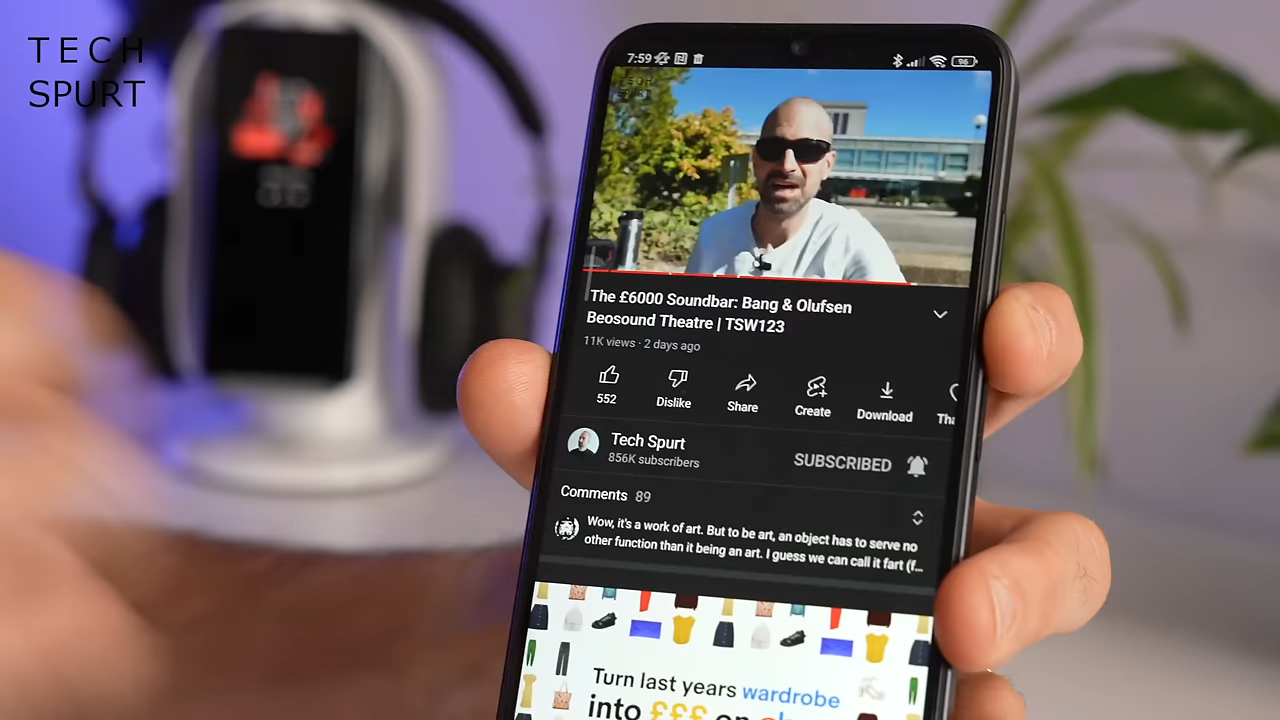 TECH
SPURT
7:59
96
The £6000 Soundbar: Bang & Olufsen
Beosound Theatre | TSW123
11K views · 2 days ago
552
Dislike
Share
Create
Download
Tha
Tech Spurt
856K subscribers
SUBSCRIBED
Comments 89
Wow, it's a work of art. But to be art, an object has to serve no
other function than it being an art. I guess we can call it fart (f...
Turn last years wardrobe
into £££ on